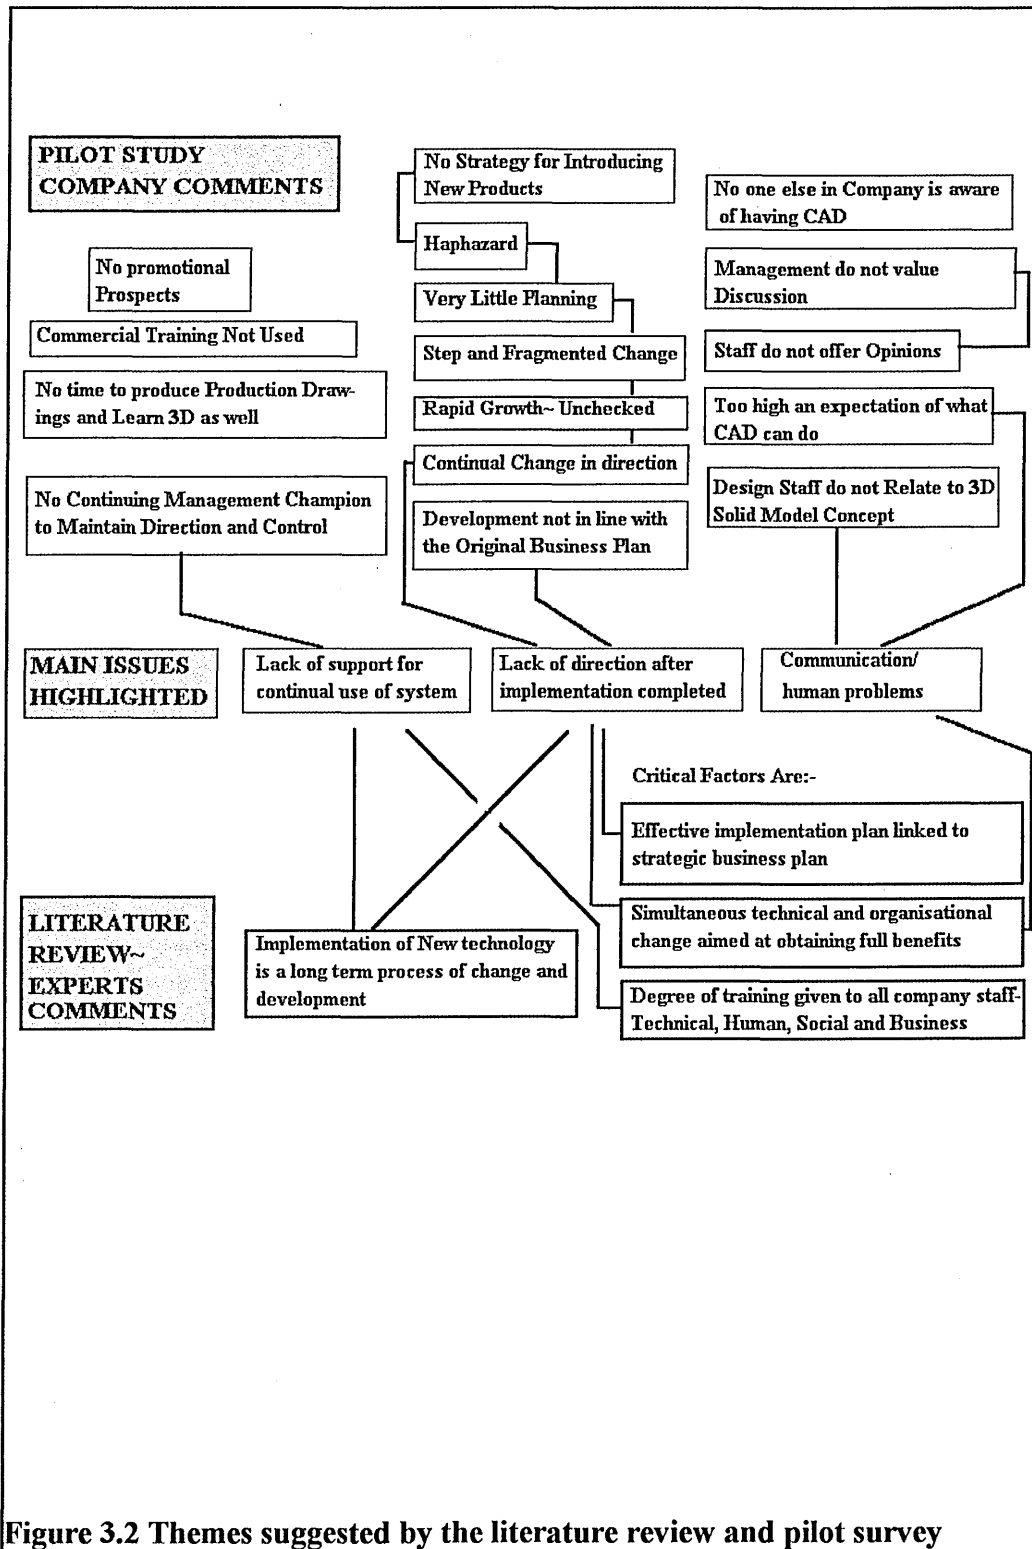 PILOT STUDY
COMPANY COMMENTS
No promotional
Prospects
Commercial Training Not Used
No time to produce Production Draw-
ings and Learn 3D as well
No Continuing Management Champion
to Maintain Direction and Control
No Strategy for Introducing
New Products
Haphazard
Very Little Planning
Step and Fragmented Change
Rapid Growth~ Unchecked
Continual Change in direction
Development not in line with
the Original Business Plan
No one else in Company is aware
of having CAD
Management do not value
Discussion
Staff do not offer Opinions
Too high an expectation of what
CAD can do
Design Staff do not Relate to 3D
Solid Model Concept
MAIN ISSUES
HIGHLIGHTED
Lack of support for
continual use of system
Lack of direction after
implementation completed
Communication/
human problems
Critical Factors Are:-
Effective implementation plan linked to
strategic business plan
LITERATURE
REVIEW~
EXPERTS
COMMENTS
Implementation of New technology
is a long term process of change and
development
Simultaneous technical and organisational
change aimed at obtaining full benefits
Degree of training given to all company staff-
Technical, Human, Social and Business
Figure 3.2 Themes suggested by the literature review and pilot survey